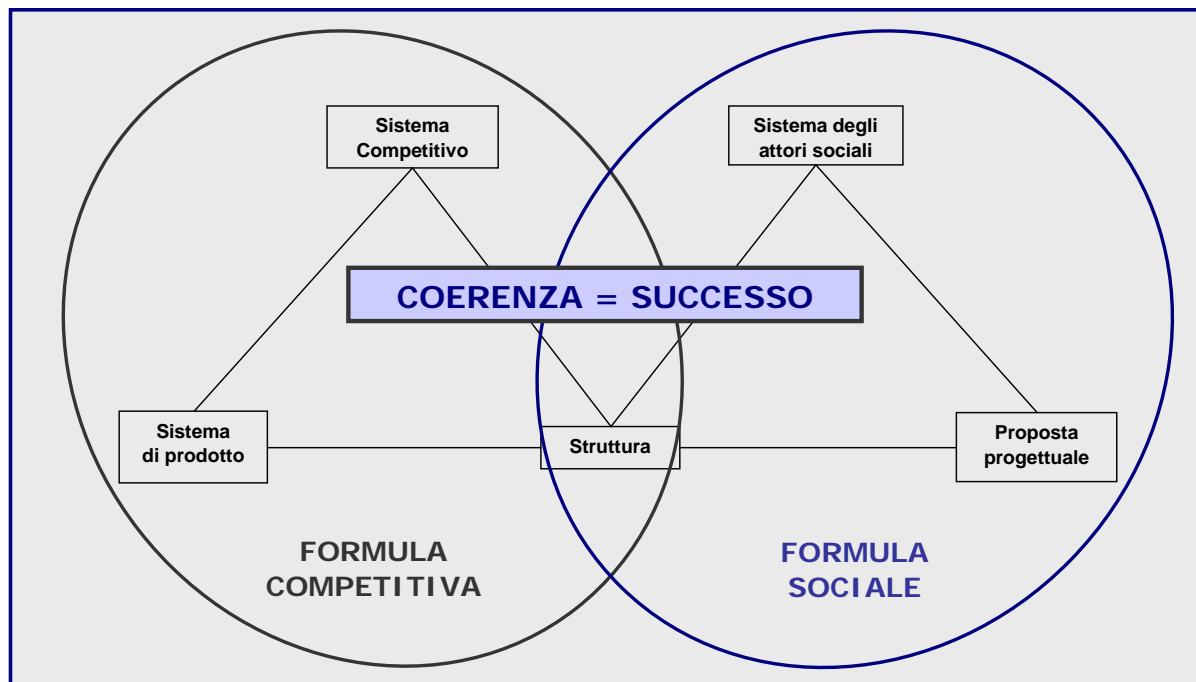 Sistema
Competitivo
Sistema degli
attori sociali
COERENZA = SUCCESSO
Sistema
di prodotto
Struttura
Proposta
progettuale
FORMULA
COMPETITIVA
FORMULA
SOCIALE